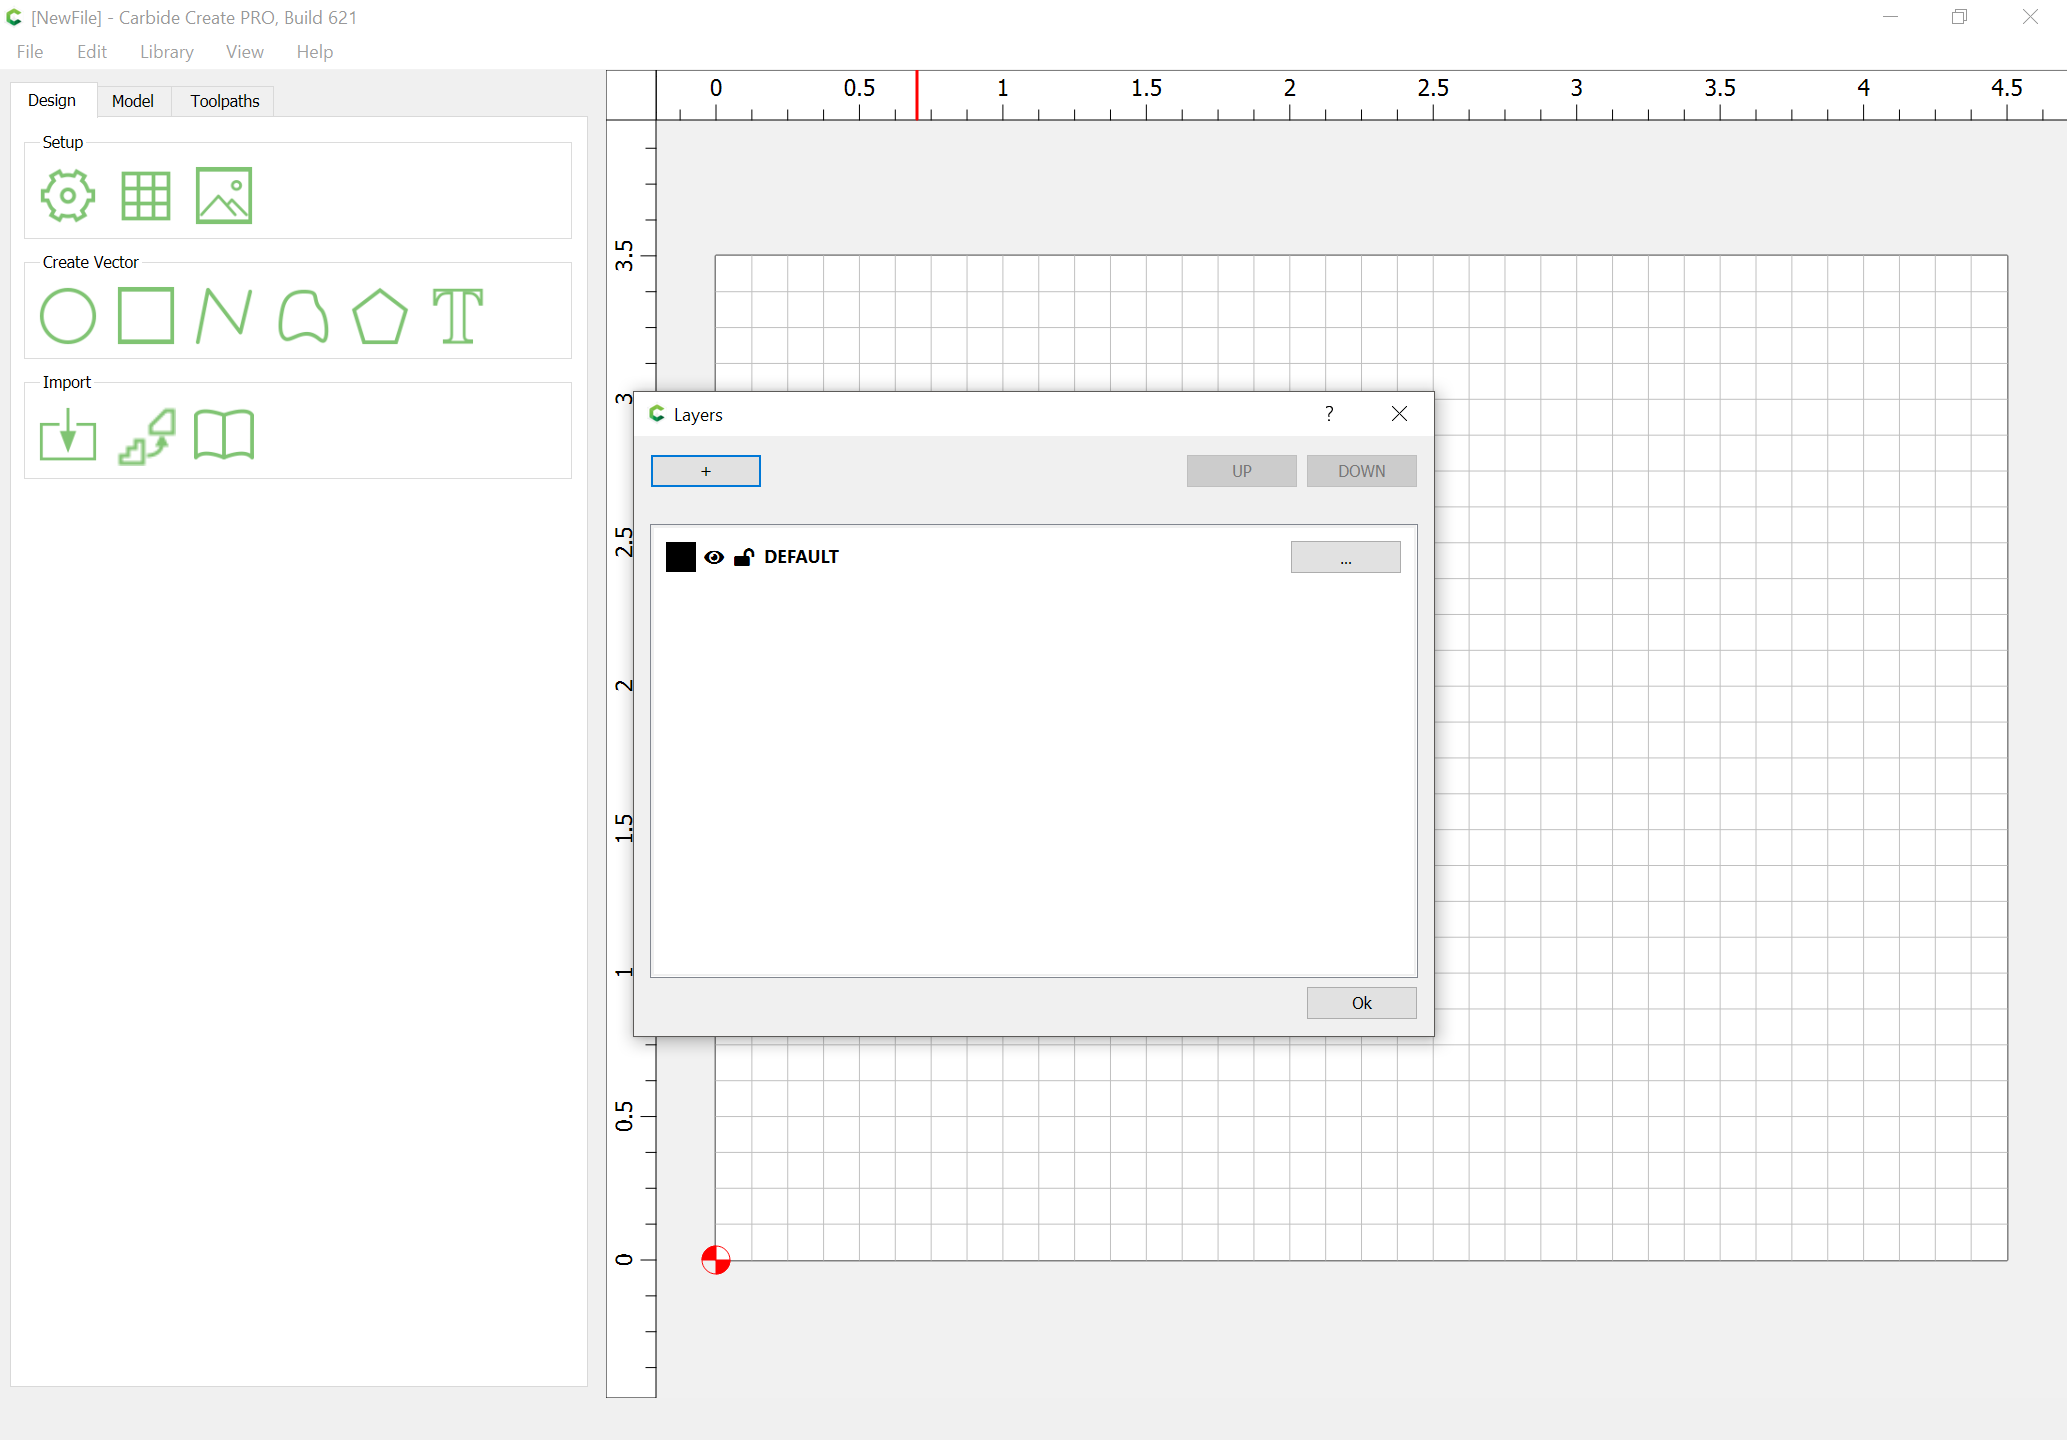 [NewFile] - Carbide Create PRO, Build 621
File Edit Library View Help
Design Model Toolpaths
Setup
Create Vector
Import
0 0.5 1 1.5 2 2.5 3 3.5 4 4.5
3.5
3
2.5
2
1.5
1
0.5
0
Layers ?
+ UP DOWN
DEFAULT ...
Ok